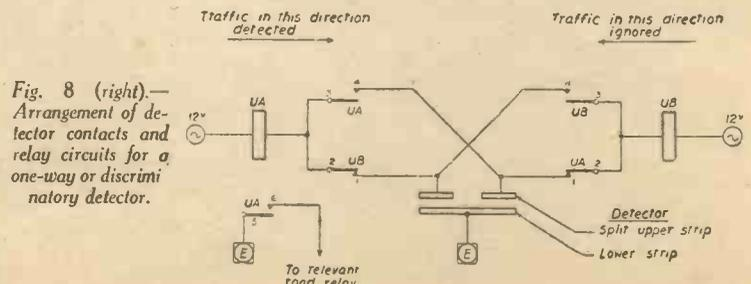 Traffic in this direction
detected
Traffic in this direction
ignored
Fig. 8 (right).—
Arrangement of de-
tector contacts and
relay circuits for a
one-way or discrimi
natory detector.
12v
UA
3
4
UA
2
UB
1
4
3
UB
UA
2
1
UB
12v
UA
6
5
E
E
Detector
Split upper strip
Lower strip
To relevant
road relay